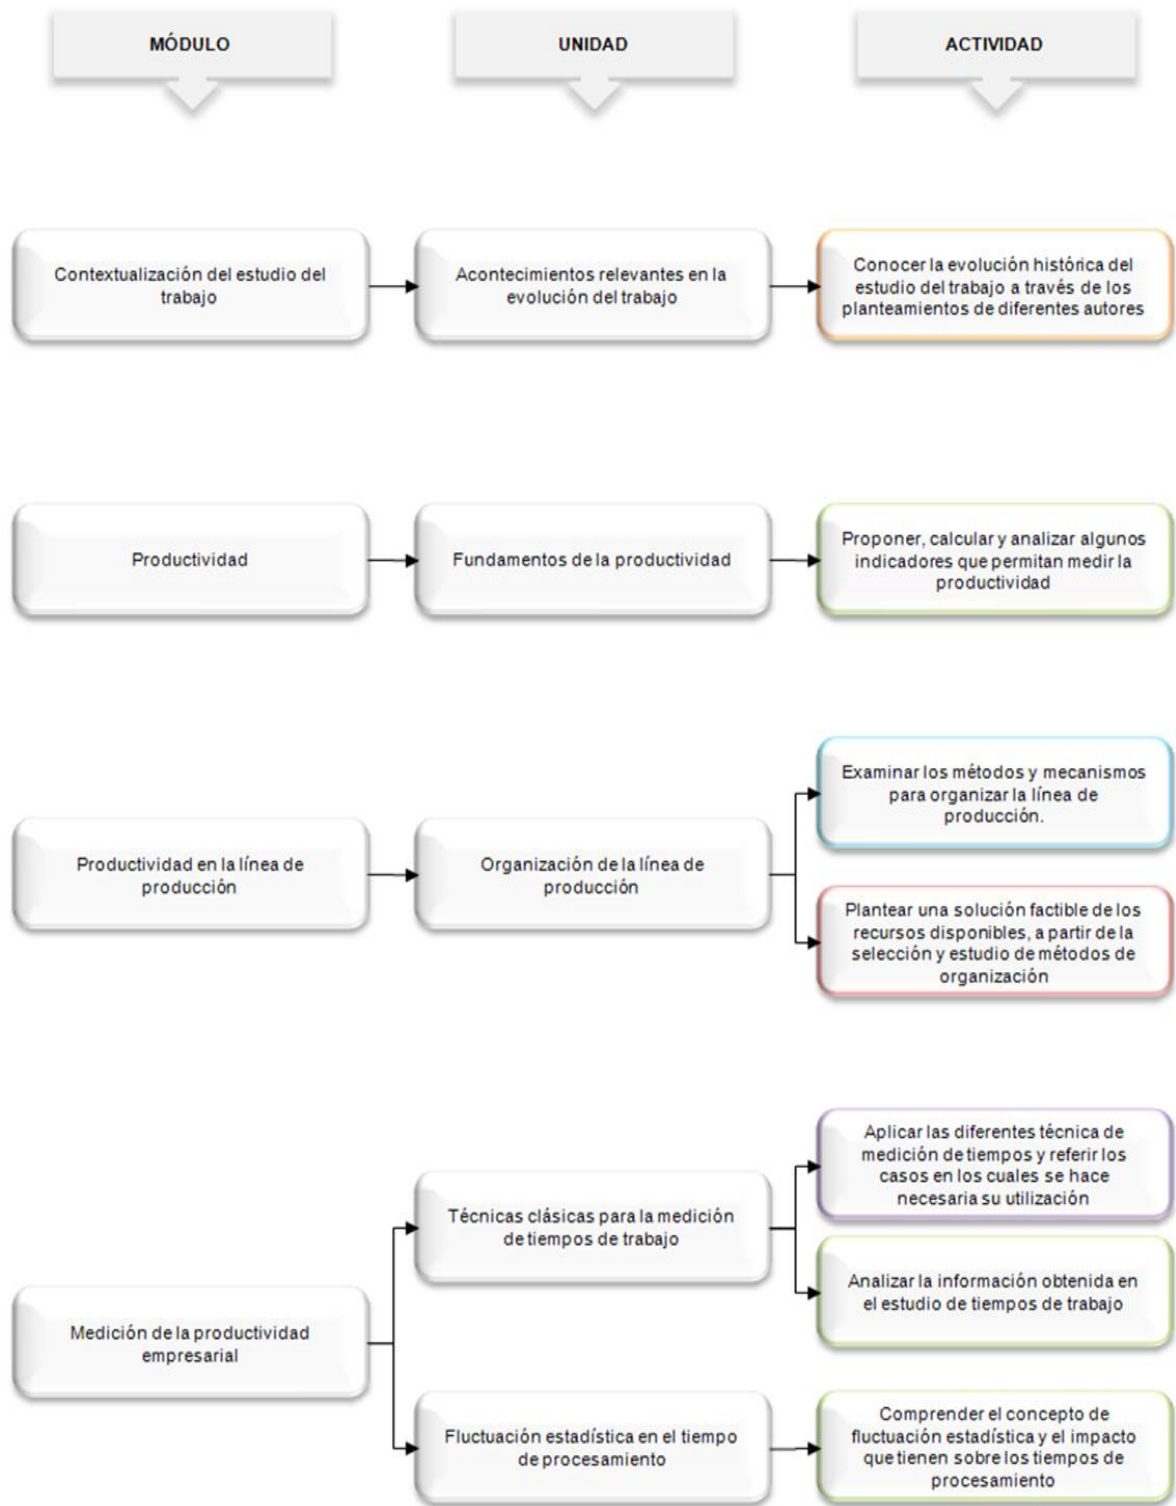 MÓDULO
UNIDAD
ACTIVIDAD
Contextualización del estudio del
trabajo
Acontecimientos relevantes en la
evolución del trabajo
Conocer la evolución histórica del
estudio del trabajo a través de los
planteamientos de diferentes autores
Productividad
Fundamentos de la productividad
Proponer, calcular y analizar algunos
indicadores que permitan medir la
productividad
Productividad en la línea de
producción
Organización de la línea de
producción
Examinar los métodos y mecanismos
para organizar la línea de
producción.
Plantear una solución factible de los
recursos disponibles, a partir de la
selección y estudio de métodos de
organización
Medición de la productividad
empresarial
Técnicas clásicas para la medición
de tiempos de trabajo
Aplicar las diferentes técnica de
medición de tiempos y referir los
casos en los cuales se hace
necesaria su utilización
Analizar la información obtenida en
el estudio de tiempos de trabajo
Fluctuación estadística en el tiempo
de procesamiento
Comprender el concepto de
fluctuación estadística y el impacto
que tienen sobre los tiempos de
procesamiento